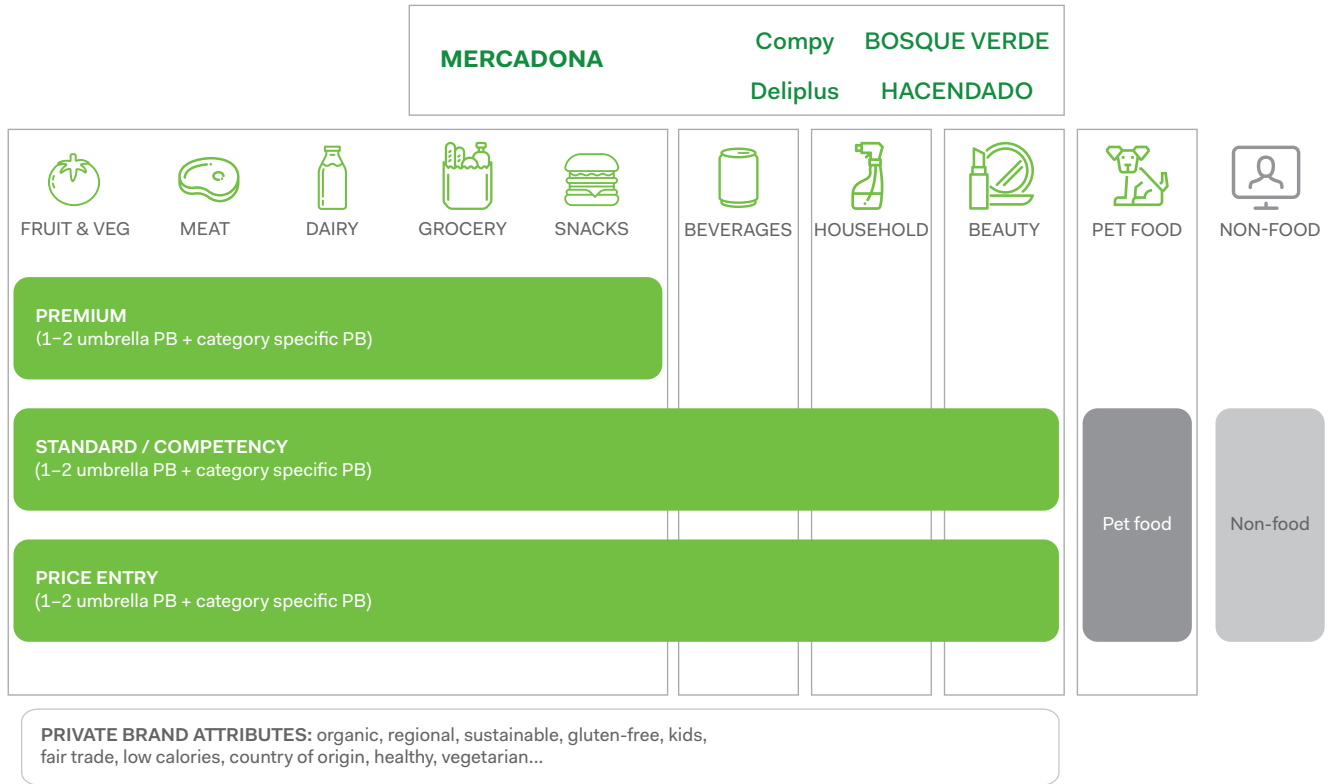 MERCADONA
Compy BOSQUE VERDE
Deliplus HACENDADO
FRUIT & VEG MEAT DAIRY GROCERY SNACKS BEVERAGES HOUSEHOLD BEAUTY PET FOOD NON-FOOD
PREMIUM
(1–2 umbrella PB + category specific PB)
STANDARD / COMPETENCY
(1–2 umbrella PB + category specific PB)
Pet food Non-food
PRICE ENTRY
(1–2 umbrella PB + category specific PB)
PRIVATE BRAND ATTRIBUTES: organic, regional, sustainable, gluten-free, kids,
fair trade, low calories, country of origin, healthy, vegetarian...